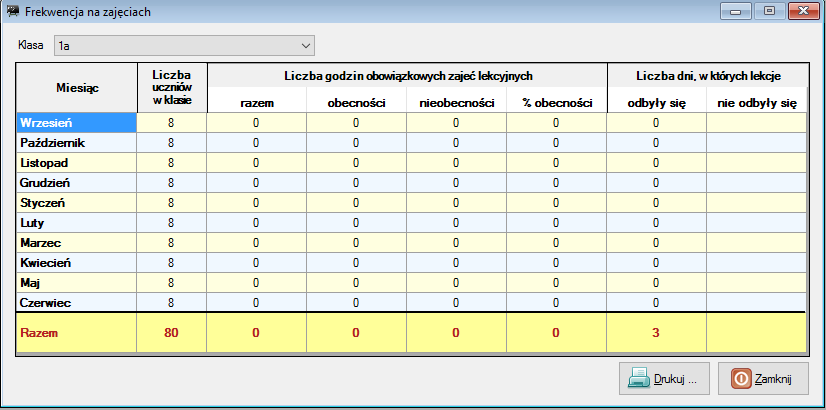 Frekwencja na zajęciach
Klasa 1a
Miesiąc Liczba uczniów w klasie Liczba godzin obowiązkowych zajeć lekcyjnych Liczba dni, w których lekcje
razem obecności nieobecności % obecności odbyły się nie odbyły się
Wrzesień 8 0 0 0 0 0
Październik 8 0 0 0 0 0
Listopad 8 0 0 0 0 0
Grudzień 8 0 0 0 0 0
Styczeń 8 0 0 0 0 0
Luty 8 0 0 0 0 0
Marzec 8 0 0 0 0 0
Kwiecień 8 0 0 0 0 0
Maj 8 0 0 0 0 0
Czerwiec 8 0 0 0 0 0
Razem 80 0 0 0 0 3
Drukuj ... Zamknij